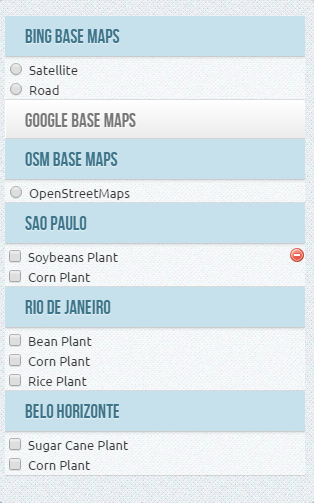 BING BASE MAPS
Satellite
Road
GOOGLE BASE MAPS
OSM BASE MAPS
OpenStreetMaps
SAO PAULO
Soybeans Plant
Corn Plant
RIO DE JANEIRO
Bean Plant
Corn Plant
Rice Plant
BELO HORIZONTE
Sugar Cane Plant
Corn Plant